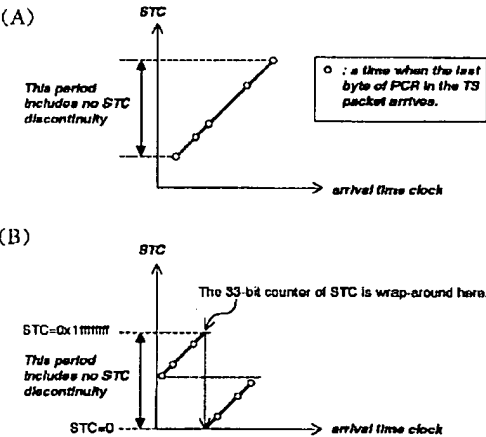 (A)
STC
This period
includes no STC
discontinuity
o : a time when the last
byte of PCR in the TS
packet arrives.
arrival time clock
(B)
STC
The 33-bit counter of STC is wrap-around here.
STC=0x1ffffffff
This period
includes no STC
discontinuity
STC=0
arrival time clock